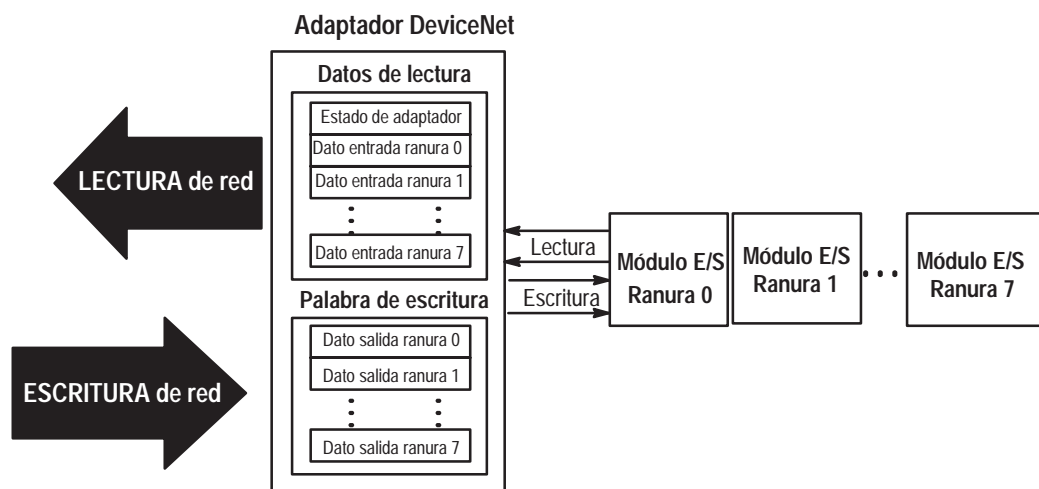 Adaptador DeviceNet
Datos de lectura
Estado de adaptador
Dato entrada ranura 0
Dato entrada ranura 1
Dato entrada ranura 7
LECTURA de red
Lectura
Escritura
Módulo E/S
Ranura 0
Módulo E/S
Ranura 1
Módulo E/S
Ranura 7
Palabra de escritura
Dato salida ranura 0
Dato salida ranura 1
Dato salida ranura 7
ESCRITURA de red